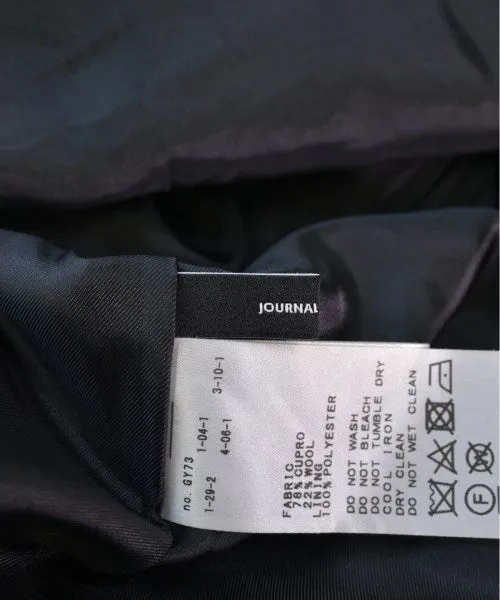 JOURNAL
no. GY73
1-29-2
1-04-1
4-06-1
3-10-1
FABRIC
78% CUPRO
22% WOOL
LINING
100% POLYESTER
DO NOT WASH
DO NOT BLEACH
DO NOT TUMBLE DRY
COOL IRON
DRY CLEAN
DO NOT WET CLEAN
F